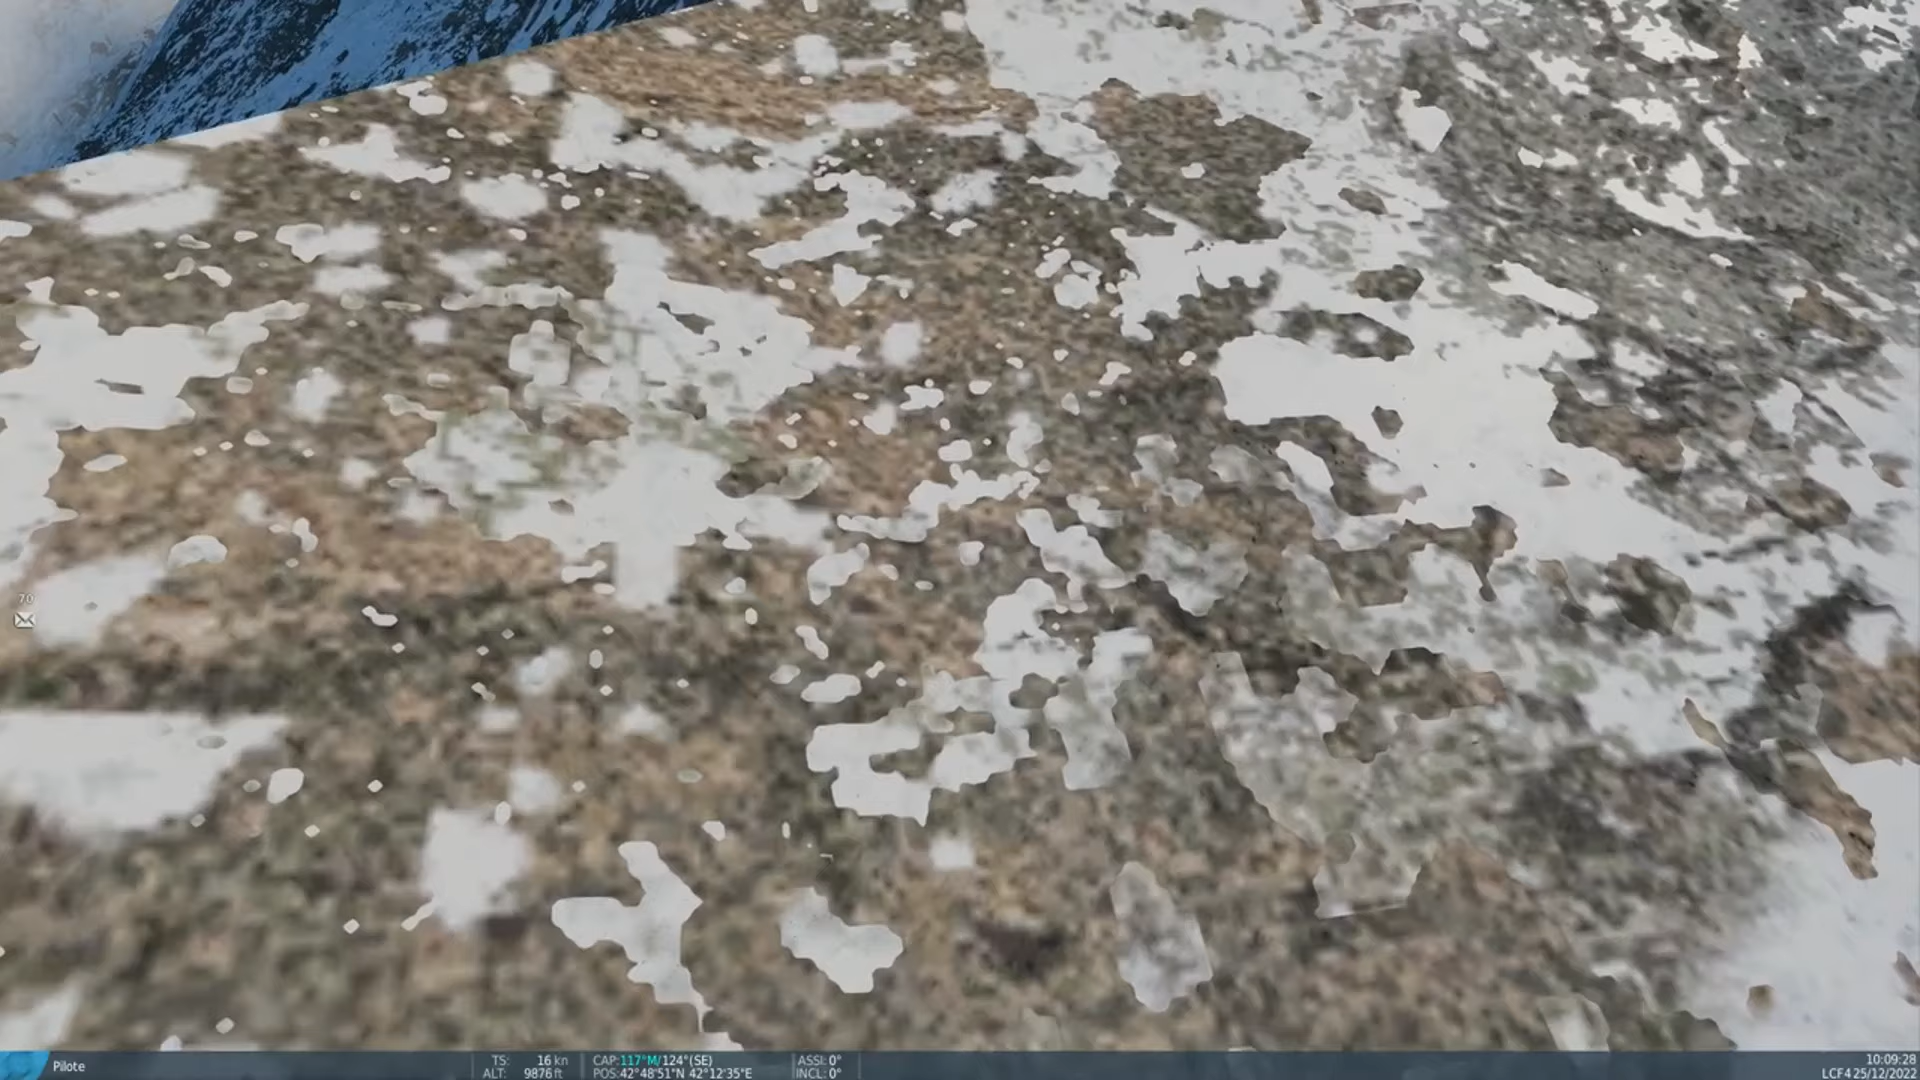 70
Pilote
TS: 16 kn
ALT: 9876 ft
CAP:117°M/124°(SE)
POS:42°48'51"N 42°12'35"E
ASSI:0°
INCL:0°
10:09:28
LCF4 25/12/2022